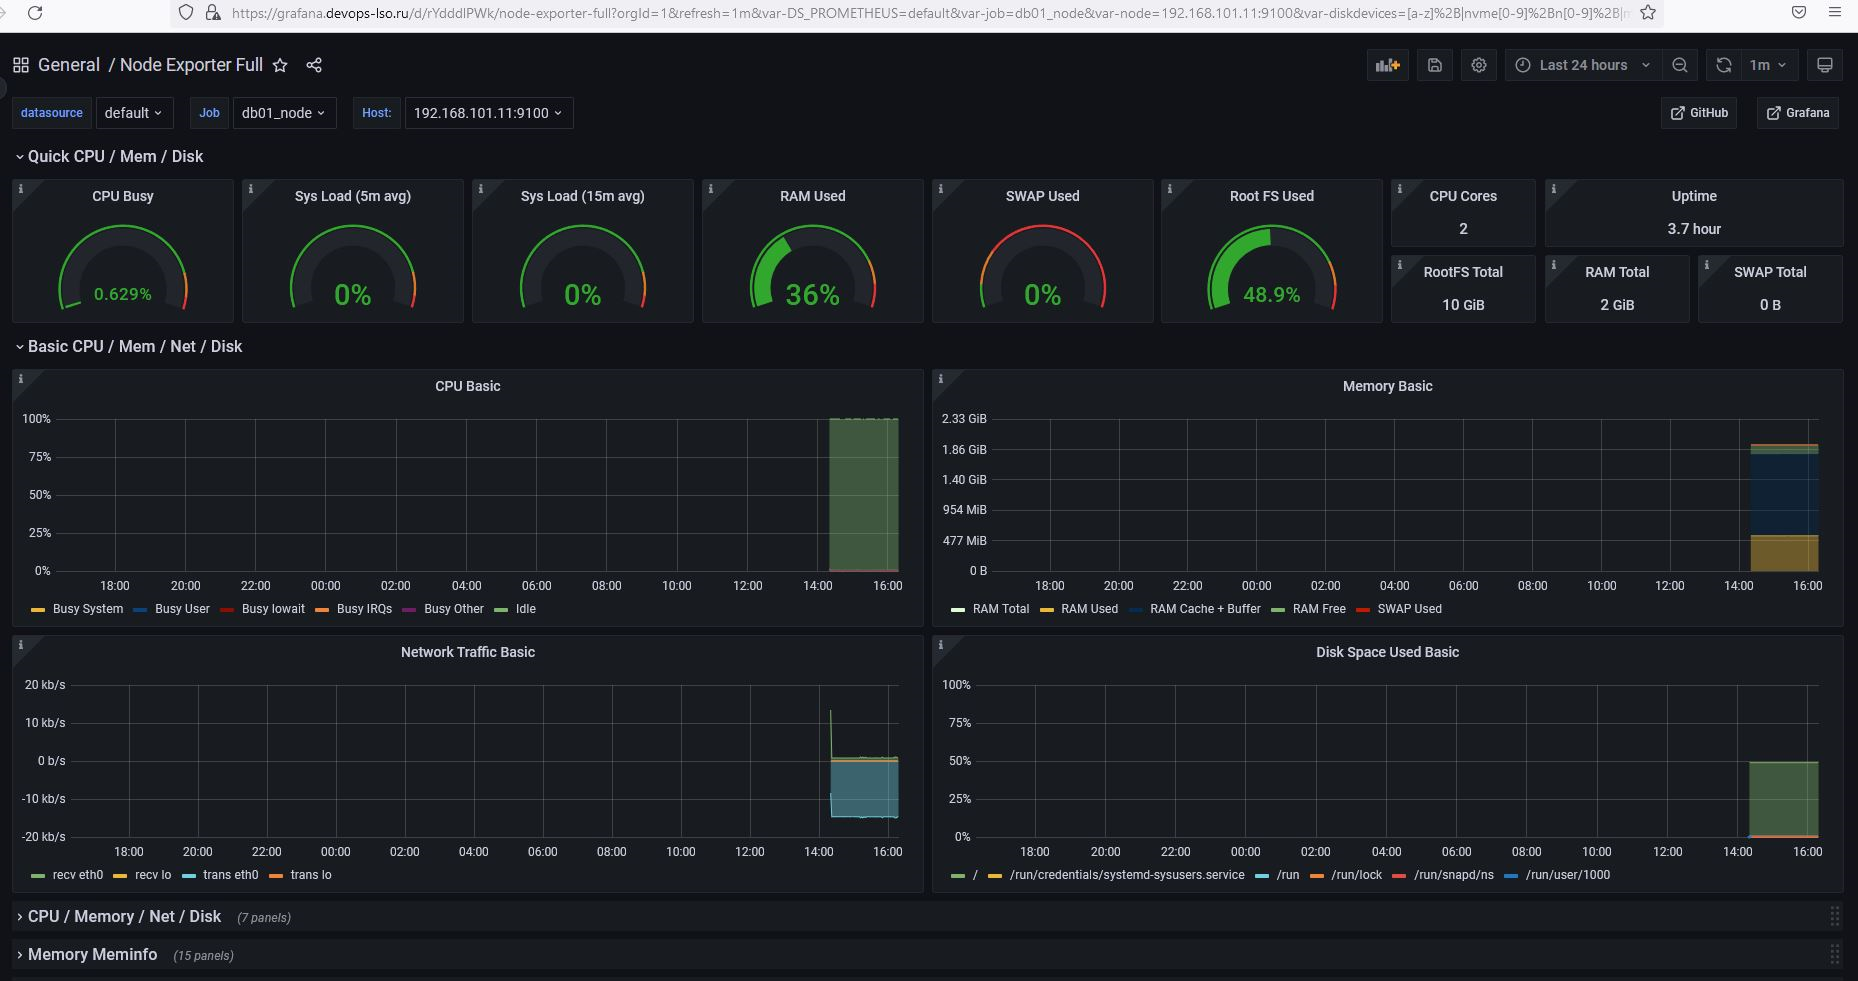 https://grafana.devops-lso.ru/d/rYdddlPWk/node-exporter-full?orgId=1&refresh=1m&var-DS_PROMETHEUS=default&var-job=db01_node&var-node=192.168.101.11:9100&var-diskdevices=[a-z]%2B|nvme[0-9]%2Bn[0-9]%2B|
General / Node Exporter Full
Last 24 hours
1m
datasource default Job db01_node Host: 192.168.101.11:9100 GitHub Grafana
Quick CPU / Mem / Disk
CPU Busy
0.629%
Sys Load (5m avg)
0%
Sys Load (15m avg)
0%
RAM Used
36%
SWAP Used
0%
Root FS Used
48.9%
CPU Cores
2
Uptime
3.7 hour
RootFS Total
10 GiB
RAM Total
2 GiB
SWAP Total
0 B
Basic CPU / Mem / Net / Disk
CPU Basic
100%
75%
50%
25%
0%
18:00 20:00 22:00 00:00 02:00 04:00 06:00 08:00 10:00 12:00 14:00 16:00
Busy System Busy User Busy Iowait Busy IRQs Busy Other Idle
Memory Basic
2.33 GiB
1.86 GiB
1.40 GiB
954 MiB
477 MiB
0 B
18:00 20:00 22:00 00:00 02:00 04:00 06:00 08:00 10:00 12:00 14:00 16:00
RAM Total RAM Used RAM Cache + Buffer RAM Free SWAP Used
Network Traffic Basic
20 kb/s
10 kb/s
0 b/s
-10 kb/s
-20 kb/s
18:00 20:00 22:00 00:00 02:00 04:00 06:00 08:00 10:00 12:00 14:00 16:00
recv eth0 recv lo trans eth0 trans lo
Disk Space Used Basic
100%
75%
50%
25%
0%
18:00 20:00 22:00 00:00 02:00 04:00 06:00 08:00 10:00 12:00 14:00 16:00
/ /run/credentials/systemd-sysusers.service /run /run/lock /run/snapd/ns /run/user/1000
CPU / Memory / Net / Disk (7 panels)
Memory Meminfo (15 panels)